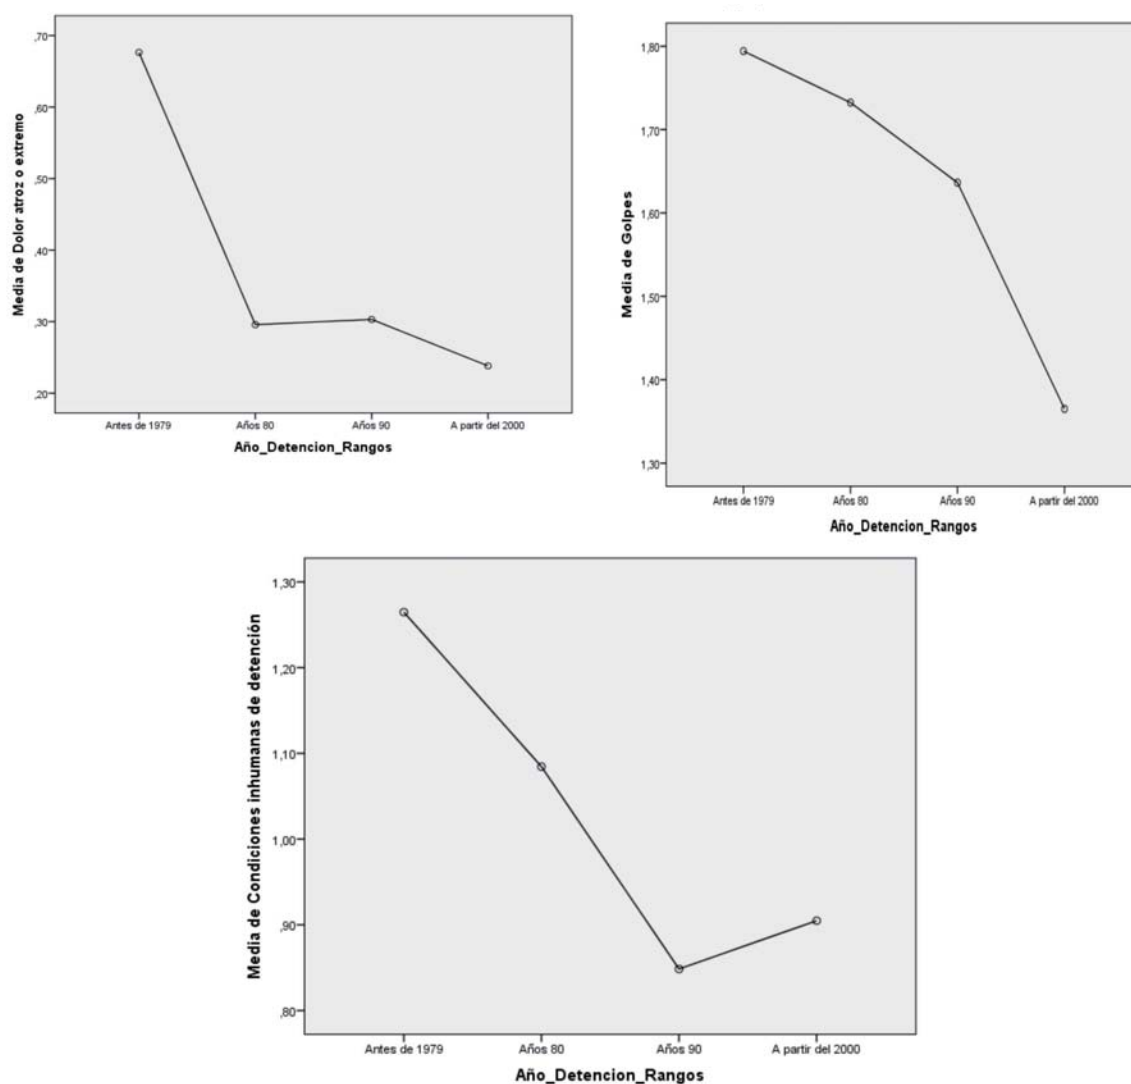 Media de Dolor atroz o extremo
,70
,60
,50
,40
,30
,20
Antes de 1979 Años 80 Años 90 A partir del 2000
Año_Detencion_Rangos
Media de Golpes
1,80
1,70
1,60
1,50
1,40
1,30
Antes de 1979 Años 80 Años 90 A partir del 2000
Año_Detencion_Rangos
Media de Condiciones inhumanas de detención
1,30
1,20
1,10
1,00
,90
,80
Antes de 1979 Años 80 Años 90 A partir del 2000
Año_Detencion_Rangos